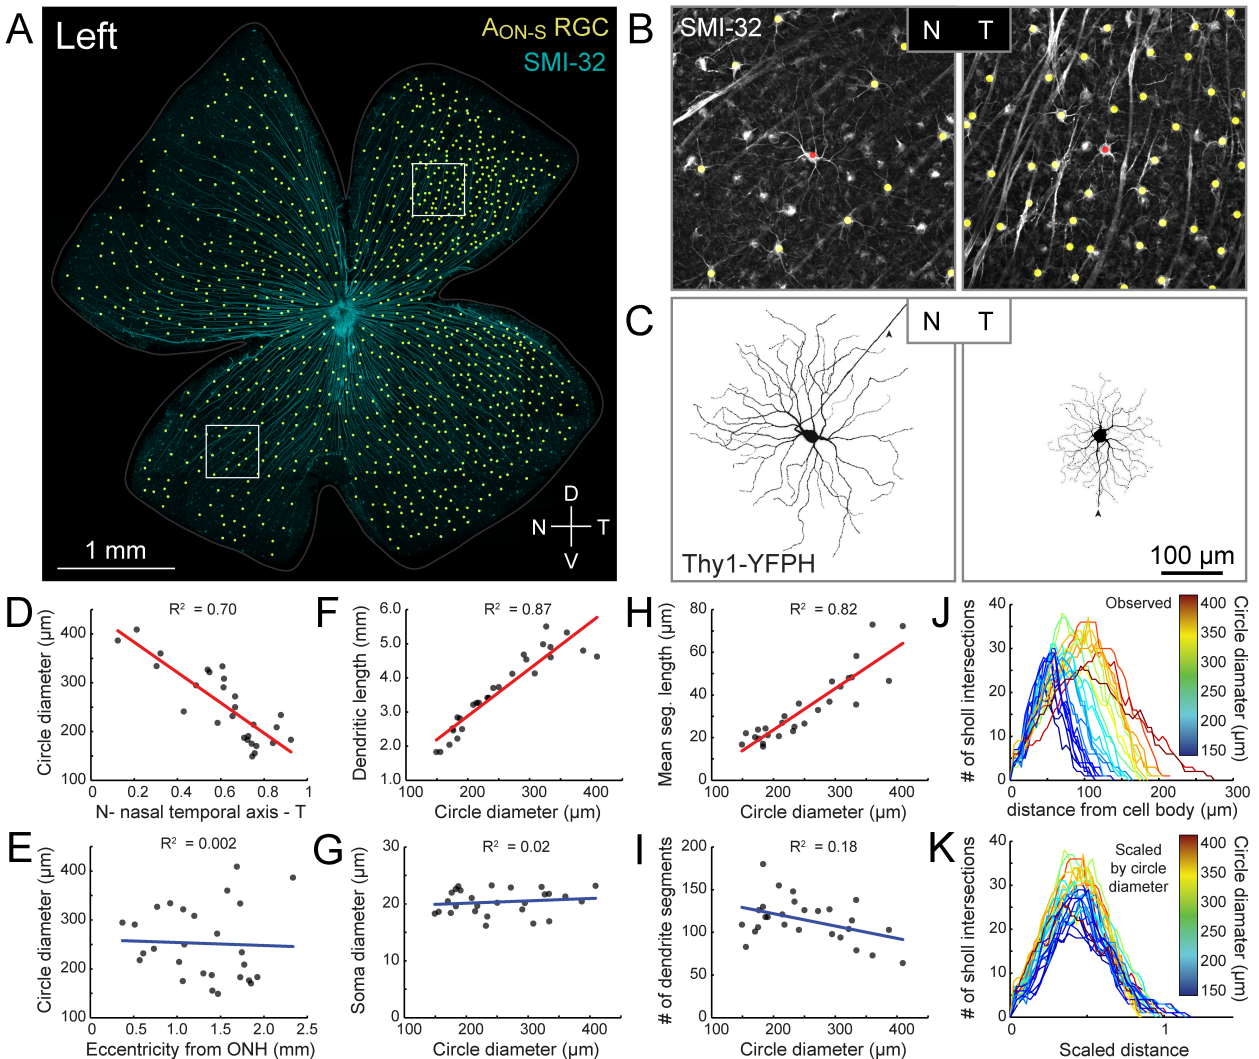 A
Left
AON-S RGC
SMI-32
1 mm
D
N T
V
B
SMI-32
N T
C
N T
Thy1-YFPH
100 µm
D
R² = 0.70
Circle diameter (µm)
400
300
200
100
0 0.2 0.4 0.6 0.8 1
N- nasal temporal axis - T
F
R² = 0.87
Dendritic length (mm)
6.0
5.0
4.0
3.0
2.0
1.0
100 200 300 400
Circle diameter (µm)
H
R² = 0.82
Mean seg. length (µm)
80
60
40
20
0
100 200 300 400
Circle diameter (µm)
J
Observed
# of sholl intersections
40
30
20
10
0
0 100 200 300
distance from cell body (µm)
400
350
300
250
200
150
Circle diamater (µm)
E
R² = 0.002
Circle diameter (µm)
400
300
200
100
0 0.5 1.0 1.5 2.0 2.5
Eccentricity from ONH (mm)
G
R² = 0.02
Soma diameter (µm)
30
20
10
0
100 200 300 400
Circle diameter (µm)
I
R² = 0.18
# of dendrite segments
200
150
100
50
0
100 200 300 400
Circle diameter (µm)
K
Scaled
by circle
diameter
# of sholl intersections
40
30
20
10
0
0 1
Scaled distance
400
350
300
250
200
150
Circle diamater (µm)